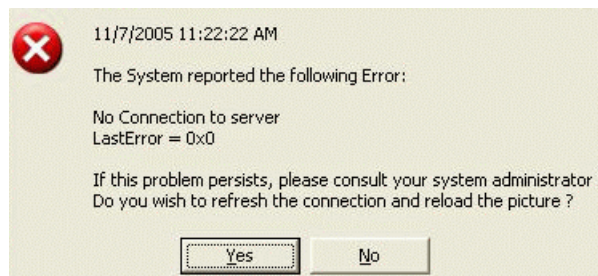 11/7/2005 11:22:22 AM
The System reported the following Error:
No Connection to server
LastError = 0x0
If this problem persists, please consult your system administrator
Do you wish to refresh the connection and reload the picture ?
Yes
No